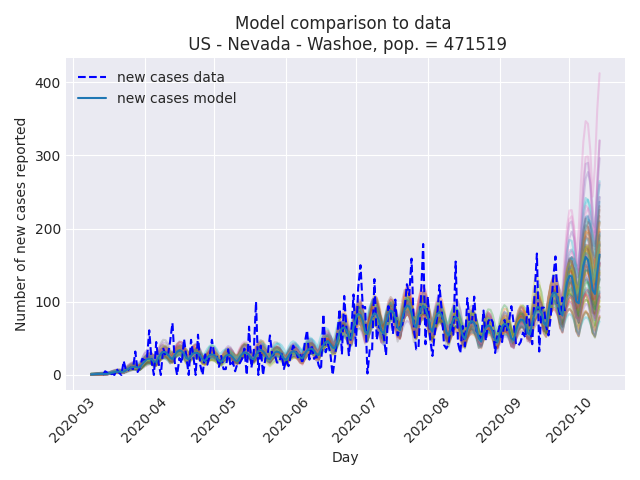 Model comparison to data
US - Nevada - Washoe, pop. = 471519
new cases data
new cases model
Number of new cases reported
400
300
200
100
0
2020-03
2020-04
2020-05
2020-06
2020-07
2020-08
2020-09
2020-10
Day